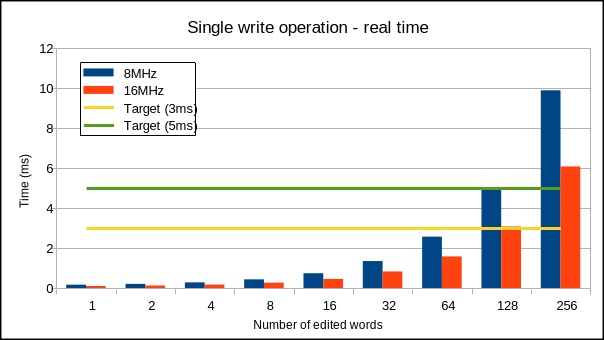 Single write operation - real time
12
10
8
6
4
2
0
Time (ms)
8MHz
16MHz
Target (3ms)
Target (5ms)
1 2 4 8 16 32 64 128 256
Number of edited words